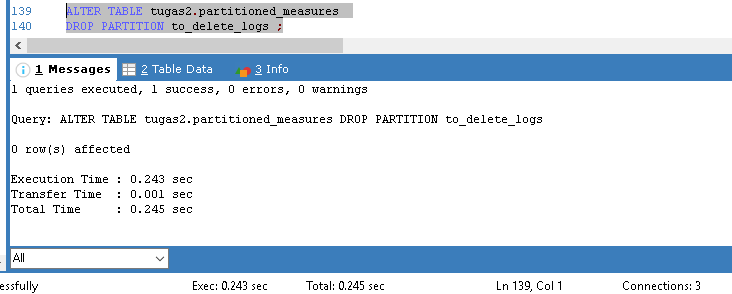 139 ALTER TABLE tugas2.partitioned_measures
140 DROP PARTITION to_delete_logs ;
1 Messages 2 Table Data 3 Info
1 queries executed, 1 success, 0 errors, 0 warnings
Query: ALTER TABLE tugas2.partitioned_measures DROP PARTITION to_delete_logs
0 row(s) affected
Execution Time : 0.243 sec
Transfer Time : 0.001 sec
Total Time : 0.245 sec
All
essfully Exec: 0.243 sec Total: 0.245 sec Ln 139, Col 1 Connections: 3